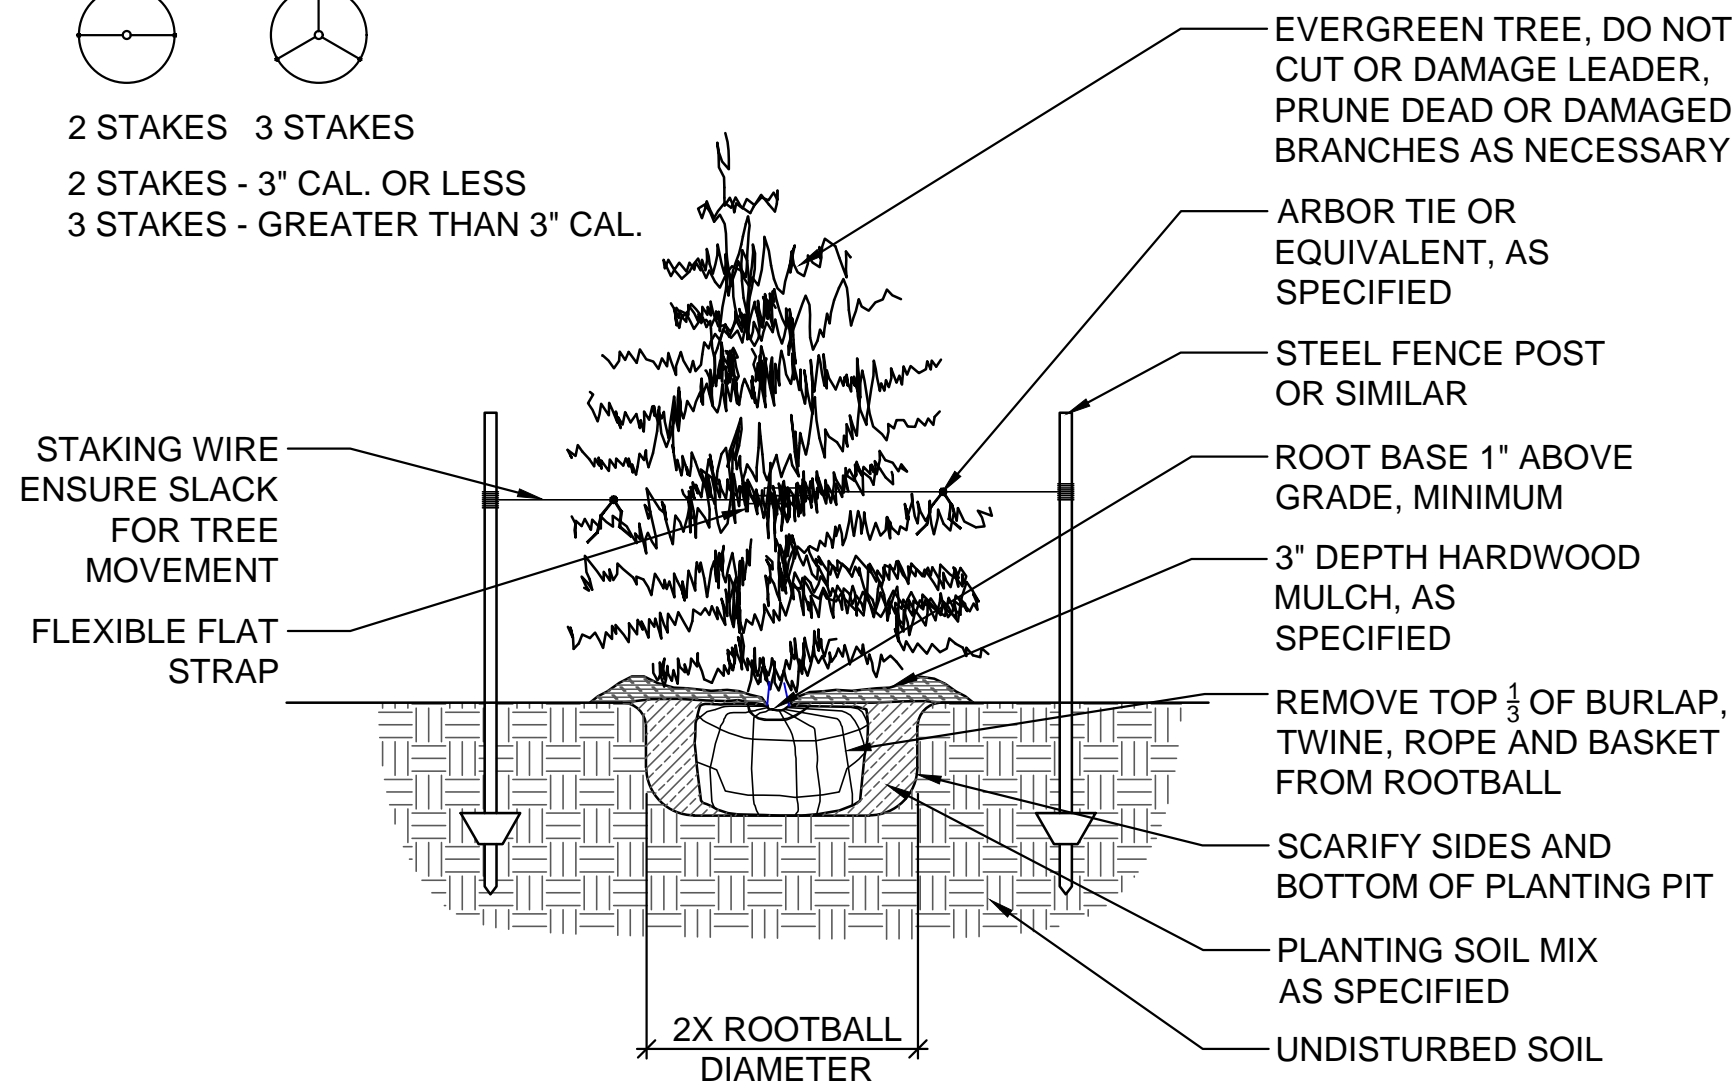 2 STAKES 3 STAKES
2 STAKES - 3" CAL. OR LESS
3 STAKES - GREATER THAN 3" CAL.
STAKING WIRE
ENSURE SLACK
FOR TREE
MOVEMENT
FLEXIBLE FLAT
STRAP
EVERGREEN TREE, DO NOT
CUT OR DAMAGE LEADER,
PRUNE DEAD OR DAMAGED
BRANCHES AS NECESSARY
ARBOR TIE OR
EQUIVALENT, AS
SPECIFIED
STEEL FENCE POST
OR SIMILAR
ROOT BASE 1" ABOVE
GRADE, MINIMUM
3" DEPTH HARDWOOD
MULCH, AS
SPECIFIED
REMOVE TOP 1/3 OF BURLAP,
TWINE, ROPE AND BASKET
FROM ROOTBALL
SCARIFY SIDES AND
BOTTOM OF PLANTING PIT
PLANTING SOIL MIX
AS SPECIFIED
UNDISTURBED SOIL
2X ROOTBALL
DIAMETER